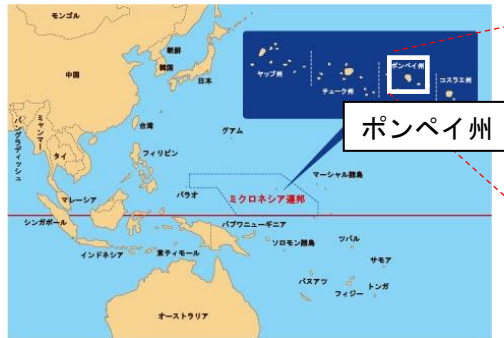 モンゴル
中国
朝鮮
韓国
日本
台湾
バングラディッシュ
ミャンマー
タイ
フィリピン
グアム
マレーシア
シンガポール
パラオ
ミクロネシア連邦
マーシャル諸島
インドネシア
東ティモール
パプワニューギニア
ソロモン諸島
ツバル
サモア
バヌアツ
フィジー
トンガ
オーストラリア
ヤップ州
チューク州
ポンペイ州
コスラエ州
ポンペイ州